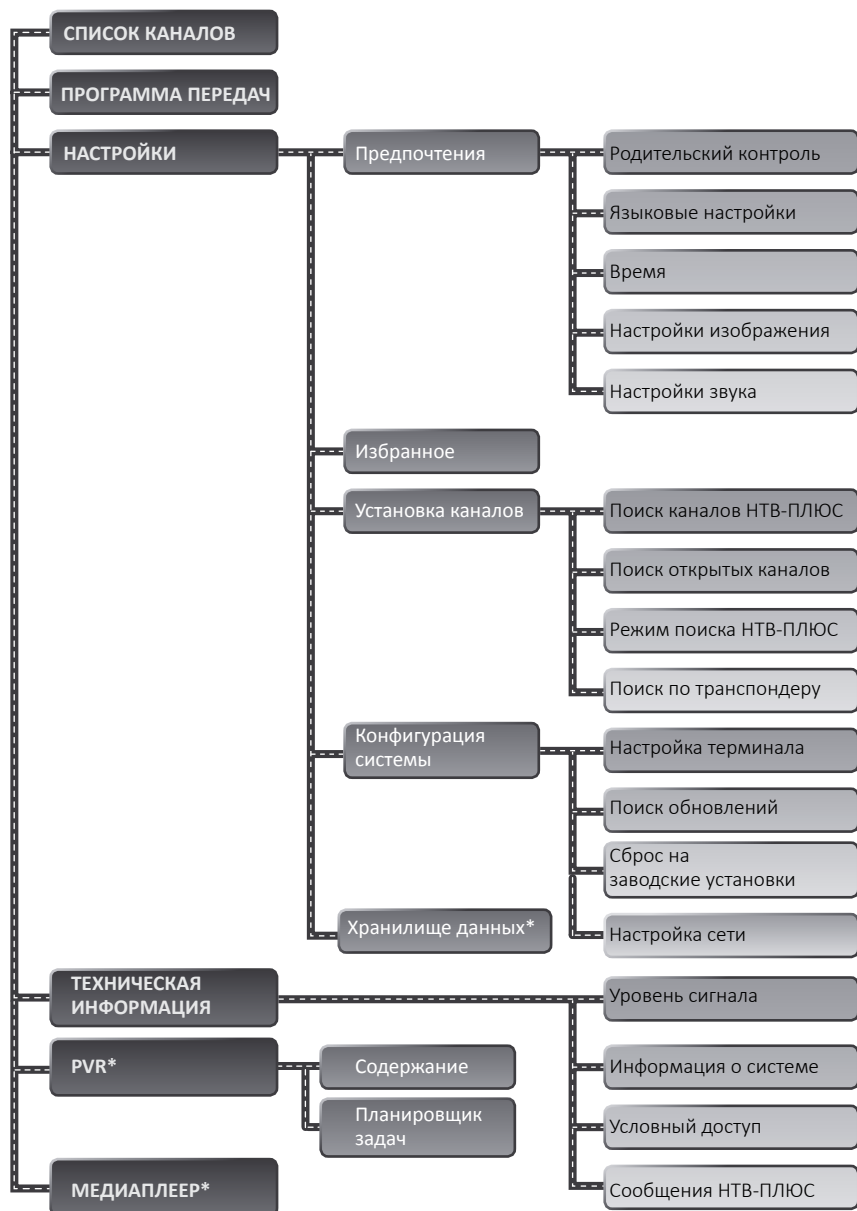 СПИСОК КАНАЛОВ
ПРОГРАММА ПЕРЕДАЧ
НАСТРОЙКИ
Предпочтения
Родительский контроль
Языковые настройки
Время
Настройки изображения
Настройки звука
Избранное
Установка каналов
Поиск каналов НТВ-ПЛЮС
Поиск открытых каналов
Режим поиска НТВ-ПЛЮС
Поиск по транспондеру
Конфигурация
системы
Настройка терминала
Поиск обновлений
Сброс на
заводские установки
Настройка сети
Хранилище данных*
ТЕХНИЧЕСКАЯ
ИНФОРМАЦИЯ
Уровень сигнала
Информация о системе
Условный доступ
Сообщения НТВ-ПЛЮС
PVR*
Содержание
Планировщик
задач
МЕДИАПЛЕЕР*